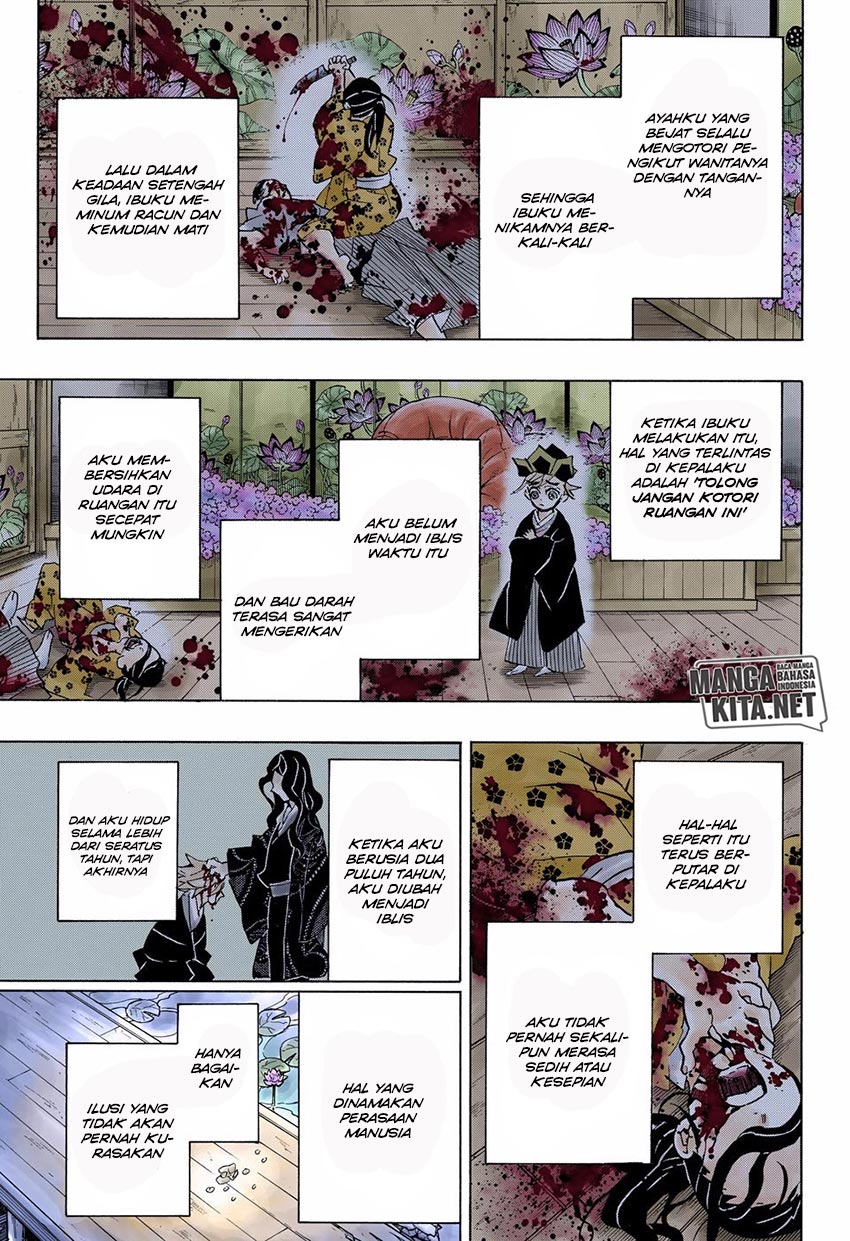 AYAHKU YANG
BEJAT SELALU
MENGOTORI PE-
NGIKUT WANITANYA
DENGAN TANGAN-
NYA
SEHINGGA
IBUKU ME-
NIKAMNYA BER-
KALI-KALI
LALU DALAM
KEADAAN SETENGAH
GILA, IBUKU ME-
MINUM RACUN DAN
KEMUDIAN MATI
KETIKA IBUKU
MELAKUKAN ITU,
HAL YANG TERLINTAS
DI KEPALAKU
ADALAH 'TOLONG
JANGAN KOTORI
RUANGAN INI'
AKU BELUM
MENJADI IBLIS
WAKTU ITU
DAN BAU DARAH
TERASA SANGAT
MENGERIKAN
AKU MEM-
BERSIHKAN
UDARA DI
RUANGAN ITU
SECEPAT
MUNGKIN
MANGA
KITA.NET
BACA MANGA
BAHASA
INDONESIA
HAL-HAL
SEPERTI ITU
TERUS BER-
PUTAR DI
KEPALAKU
AKU TIDAK
PERNAH SEKALI-
PUN MERASA
SEDIH ATAU
KESEPIAN
KETIKA AKU
BERUSIA DUA
PULUH TAHUN,
AKU DIUBAH
MENJADI
IBLIS
DAN AKU HIDUP
SELAMA LEBIH
DARI SERATUS
TAHUN, TAPI
AKHIRNYA
HAL YANG
DINAMAKAN
PERASAAN
MANUSIA
HANYA
BAGAI-
KAN
ILUSI YANG
TIDAK AKAN
PERNAH KU-
RASAKAN